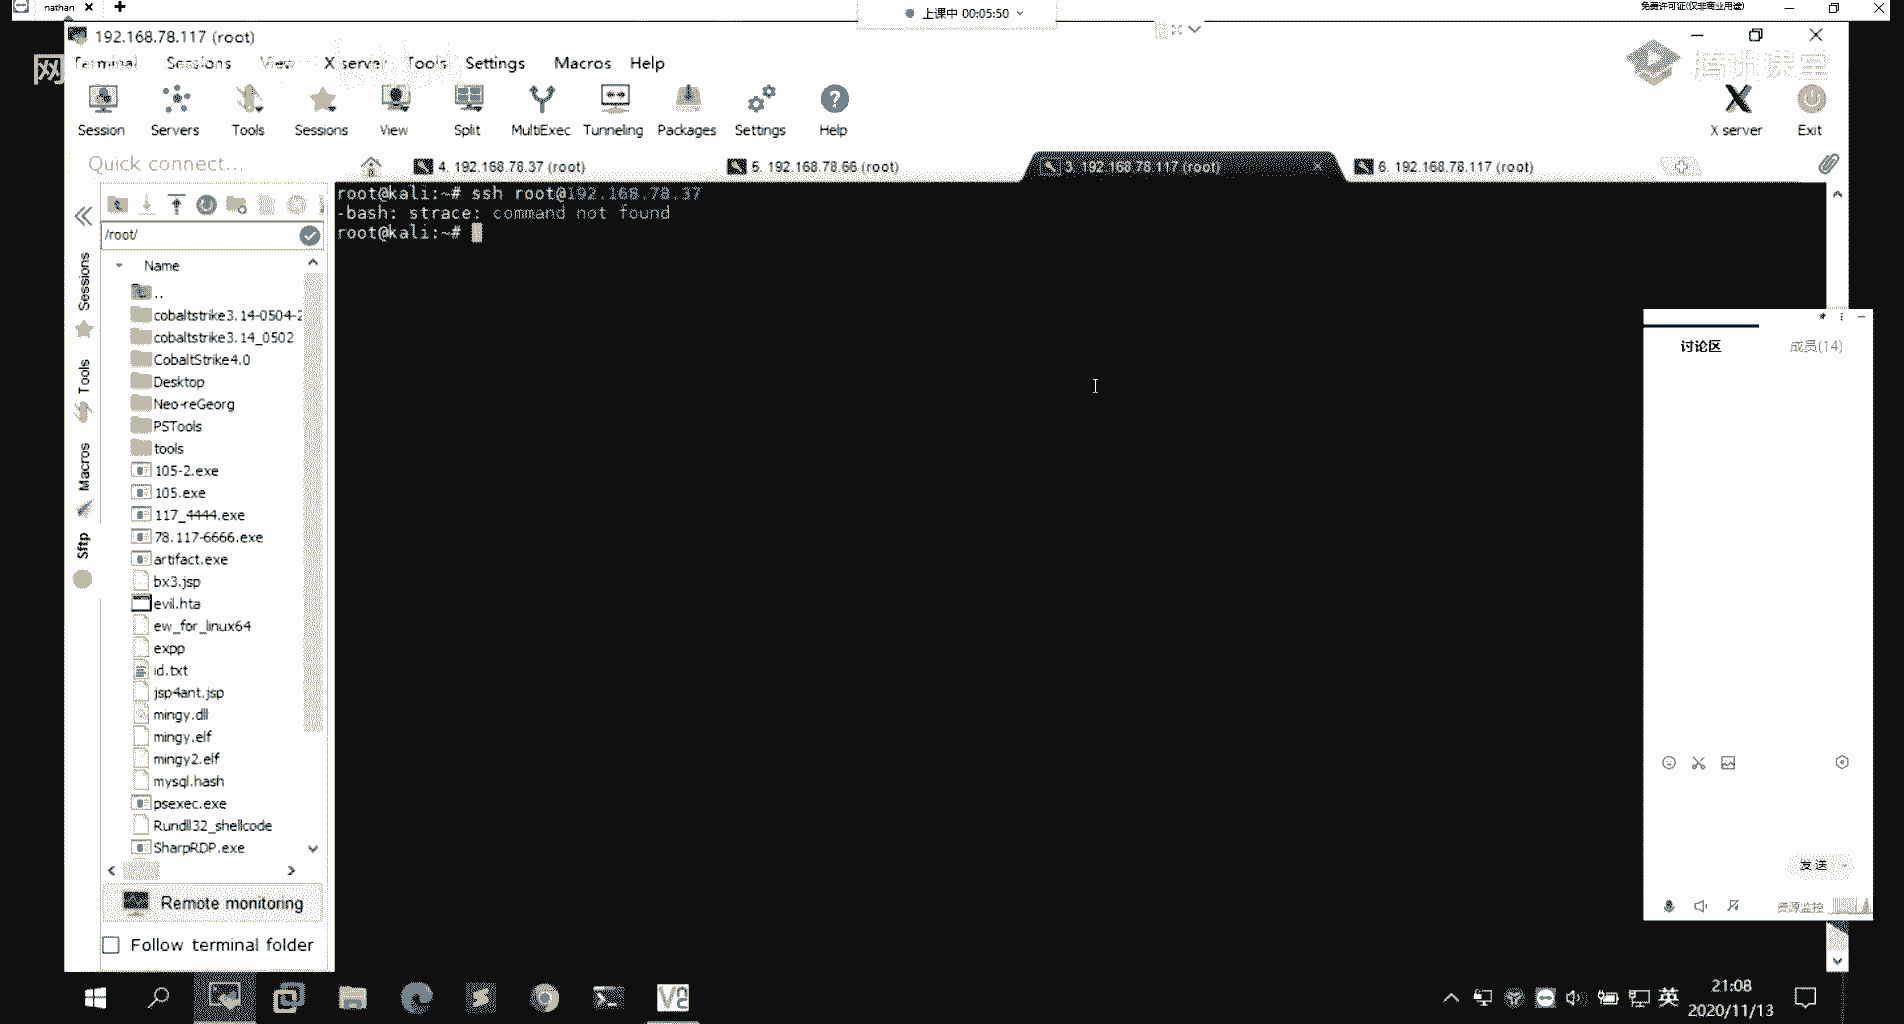 nathan
上课中 00:05:50
免费许可证(仅非商业用途)
192.168.78.117 (root)
网
Terminal Sessions View X server Tools Settings Macros Help
腾讯课堂
Session Servers Tools Sessions View Split MultiExec Tunneling Packages Settings Help
X server Exit
Quick connect...
4. 192.168.78.37 (root)
5. 192.168.78.66 (root)
3. 192.168.78.117 (root)
6. 192.168.78.117 (root)
root@kali:~# ssh root@192.168.78.37
-bash: strace: command not found
root@kali:~#
/root/
Name
..
cobaltstrike3.14-0504-2
cobaltstrike3.14_0502
CobaltStrike4.0
Desktop
Neo-reGeorg
PSTools
tools
105-2.exe
105.exe
117_4444.exe
78.117-6666.exe
artifact.exe
bx3.jsp
evil.hta
ew_for_linux64
expp
id.txt
jsp4ant.jsp
mingy.dll
mingy.elf
mingy2.elf
mysql.hash
psexec.exe
Rundll32_shellcode
SharpRDP.exe
Sessions
Tools
Macros
Sftp
Remote monitoring
Follow terminal folder
讨论区
成员(14)
发送
资源监控
英
21:08
2020/11/13